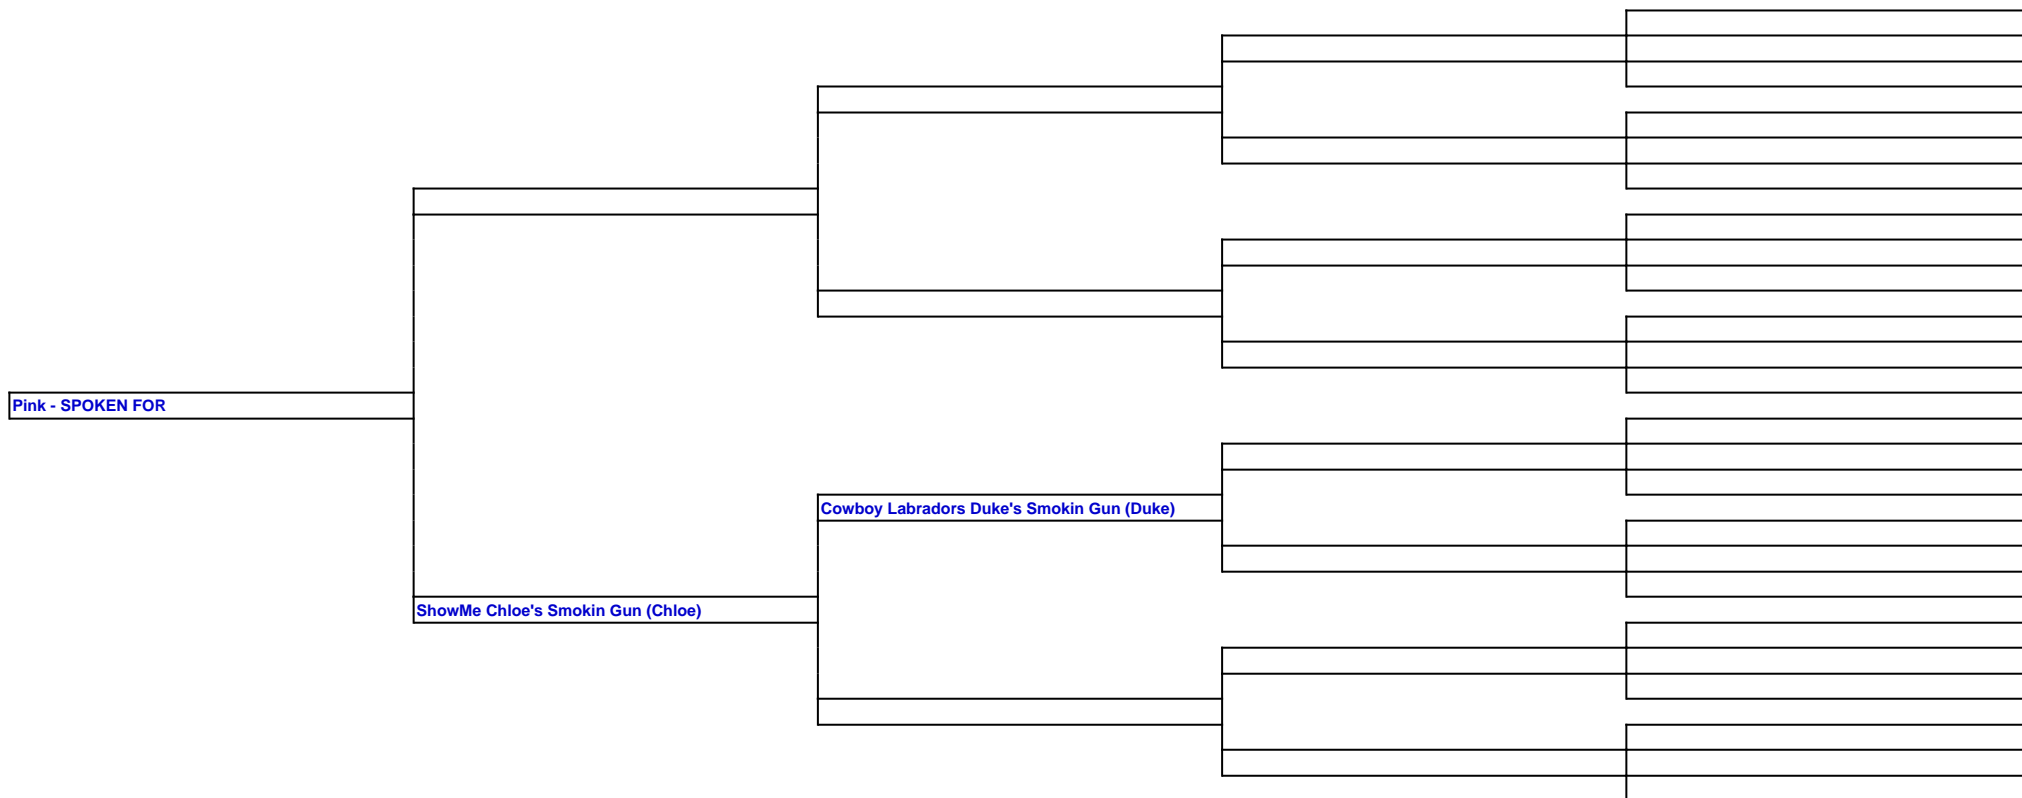 Pink - SPOKEN FOR
Cowboy Labradors Duke's Smokin Gun (Duke)
ShowMe Chloe's Smokin Gun (Chloe)